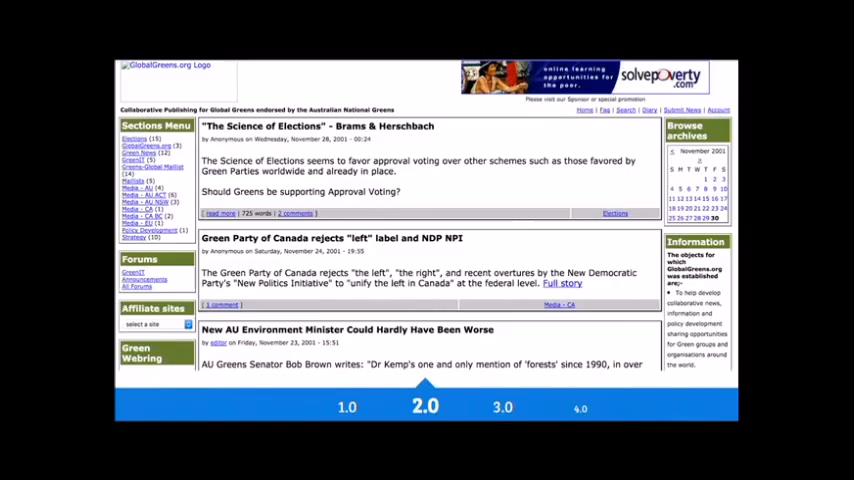 GlobalGreens.org Logo
online learning
opportunities for
the poor.
solvepoverty
.com
Please visit our Sponsor or special promotion
Collaborative Publishing for Global Greens endorsed by the Australian National Greens
Home | Faq | Search | Diary | Submit News | Account
Sections Menu
Elections (15)
GlobalGreens.org (3)
Green News (12)
GreenIT (5)
Greens-Global Maillist
(14)
Maillists (5)
Media - AU (4)
Media - AU ACT (6)
Media - AU NSW (3)
Media - CA (1)
Media - CA BC (2)
Media - EU (1)
Policy Development (1)
Strategy (10)
Forums
GreenIT
Announcements
All Forums
Affiliate sites
select a site
Green
Webring
"The Science of Elections" - Brams & Herschbach
by Anonymous on Wednesday, November 28, 2001 - 00:24
The Science of Elections seems to favor approval voting over other schemes such as those favored by
Green Parties worldwide and already in place.
Should Greens be supporting Approval Voting?
[ read more | 725 words | 2 comments ]
Elections
Green Party of Canada rejects "left" label and NDP NPI
by Anonymous on Saturday, November 24, 2001 - 19:55
The Green Party of Canada rejects "the left", "the right", and recent overtures by the New Democratic
Party's "New Politics Initiative" to "unify the left in Canada" at the federal level. Full story
[ 1 comment ]
Media - CA
New AU Environment Minister Could Hardly Have Been Worse
by editor on Friday, November 23, 2001 - 15:51
AU Greens Senator Bob Brown writes: "Dr Kemp's one and only mention of 'forests' since 1990, in over
Browse
archives
< November 2001
>
S M T W T F S
1 2 3
4 5 6 7 8 9 10
11 12 13 14 15 16 17
18 19 20 21 22 23 24
25 26 27 28 29 30
Information
The objects for
which
GlobalGreens.org
was established
are;-
• To help develop
collaborative news,
information and
policy development
sharing opportunities
for Green groups and
organisations around
the world.
1.0 2.0 3.0 4.0